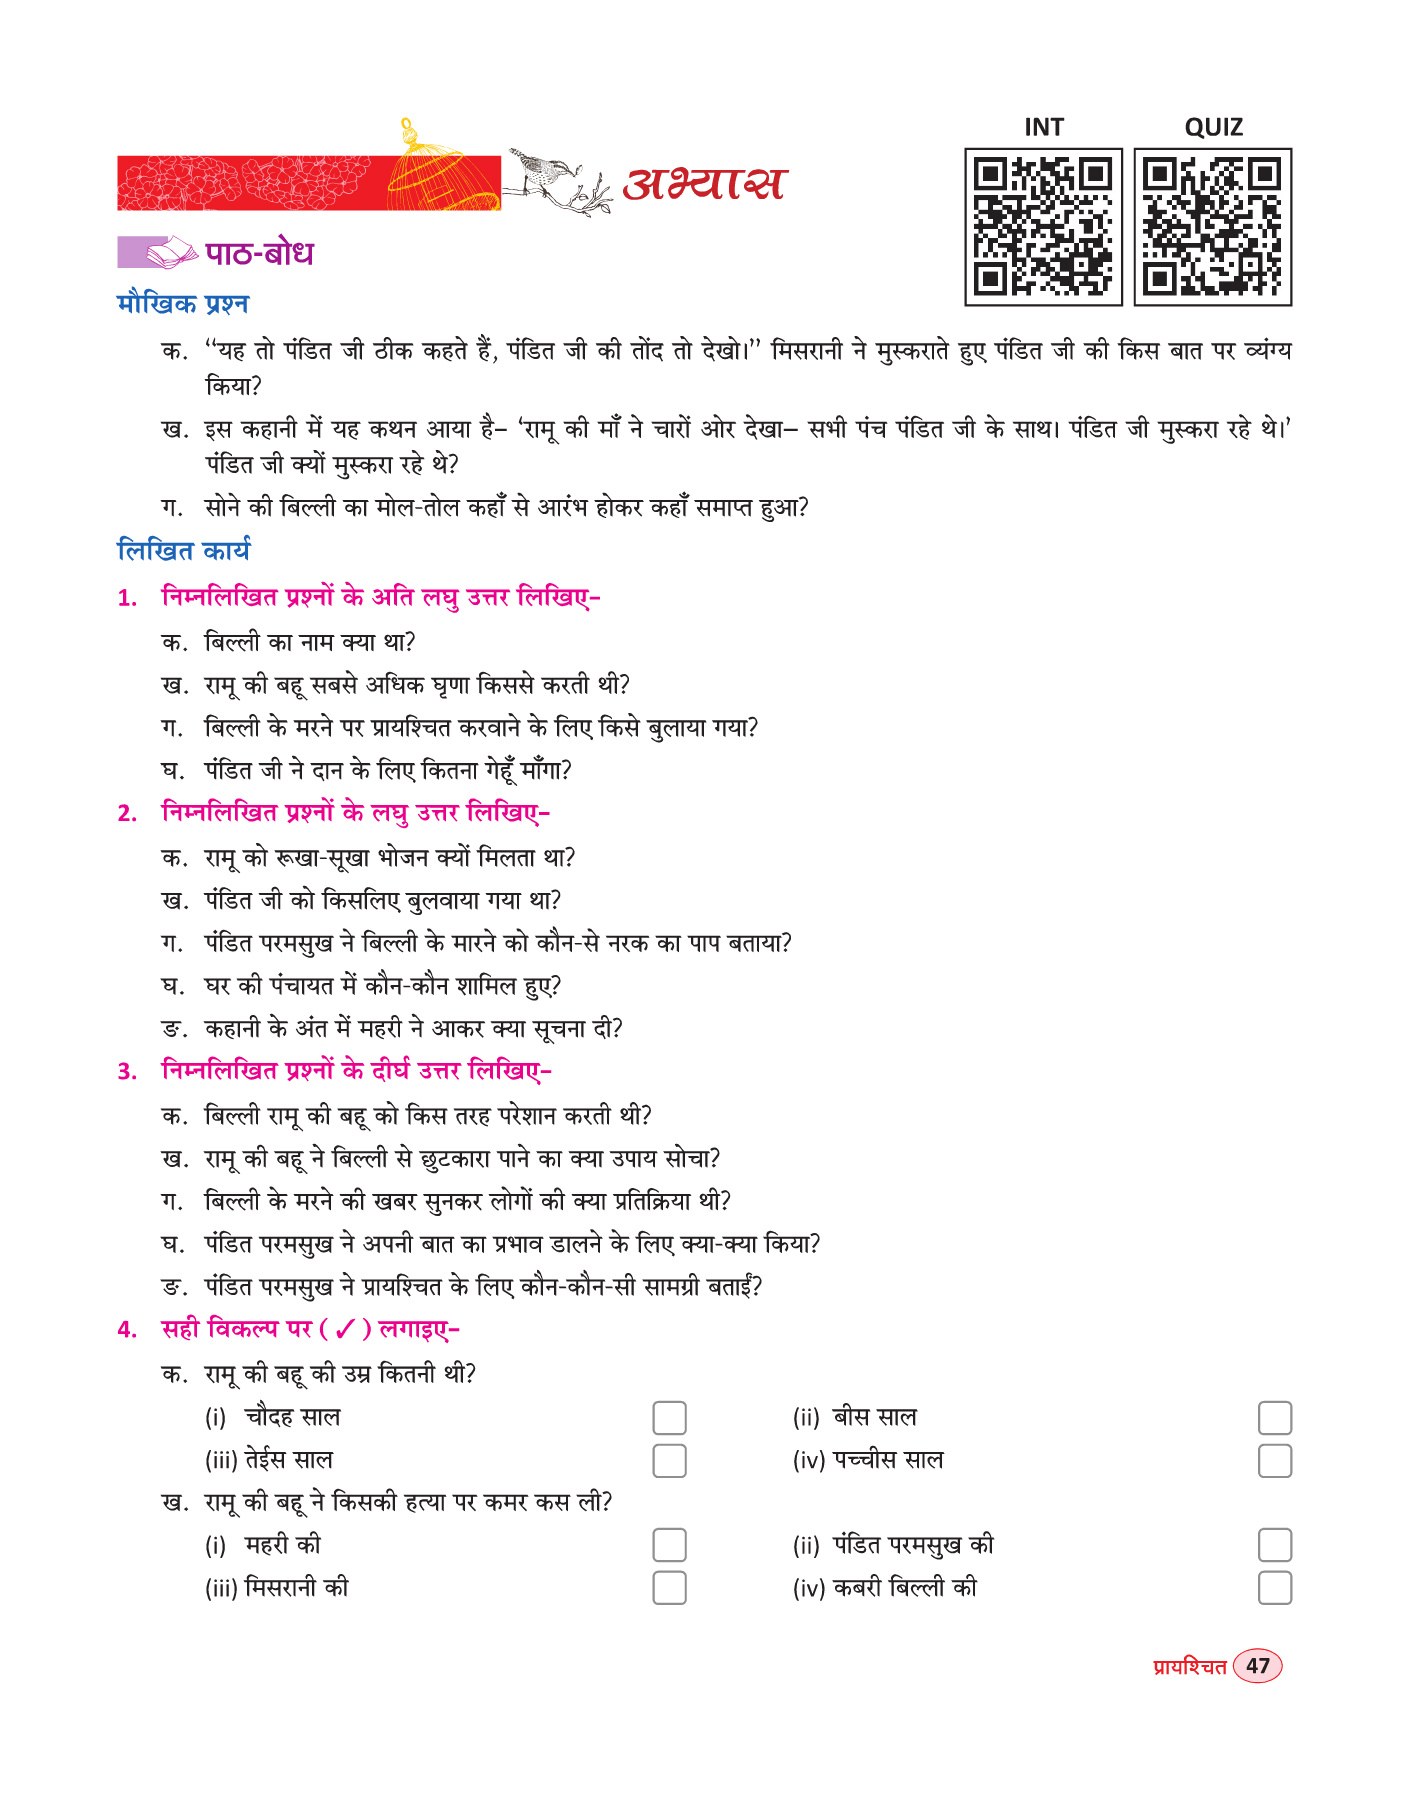 INT QUIZ
अभ्यास
पाठ-बोध
मौखिक प्रश्न
क. “यह तो पंडित जी ठीक कहते हैं, पंडित जी की तोंद तो देखो।” मिसरानी ने मुस्कराते हुए पंडित जी की किस बात पर व्यंग्य
किया?
ख. इस कहानी में यह कथन आया है– ‘रामू की माँ ने चारों ओर देखा– सभी पंच पंडित जी के साथ। पंडित जी मुस्करा रहे थे।’
पंडित जी क्यों मुस्करा रहे थे?
ग. सोने की बिल्ली का मोल-तोल कहाँ से आरंभ होकर कहाँ समाप्त हुआ?
लिखित कार्य
1. निम्नलिखित प्रश्नों के अति लघु उत्तर लिखिए–
क. बिल्ली का नाम क्या था?
ख. रामू की बहू सबसे अधिक घृणा किससे करती थी?
ग. बिल्ली के मरने पर प्रायश्चित करवाने के लिए किसे बुलाया गया?
घ. पंडित जी ने दान के लिए कितना गेहूँ माँगा?
2. निम्नलिखित प्रश्नों के लघु उत्तर लिखिए–
क. रामू को रूखा-सूखा भोजन क्यों मिलता था?
ख. पंडित जी को किसलिए बुलवाया गया था?
ग. पंडित परमसुख ने बिल्ली के मारने को कौन-से नरक का पाप बताया?
घ. घर की पंचायत में कौन-कौन शामिल हुए?
ङ. कहानी के अंत में महरी ने आकर क्या सूचना दी?
3. निम्नलिखित प्रश्नों के दीर्घ उत्तर लिखिए–
क. बिल्ली रामू की बहू को किस तरह परेशान करती थी?
ख. रामू की बहू ने बिल्ली से छुटकारा पाने का क्या उपाय सोचा?
ग. बिल्ली के मरने की खबर सुनकर लोगों की क्या प्रतिक्रिया थी?
घ. पंडित परमसुख ने अपनी बात का प्रभाव डालने के लिए क्या-क्या किया?
ङ. पंडित परमसुख ने प्रायश्चित के लिए कौन-कौन-सी सामग्री बताईं?
4. सही विकल्प पर (✓) लगाइए–
क. रामू की बहू की उम्र कितनी थी?
(i) चौदह साल (ii) बीस साल
(iii) तेईस साल (iv) पच्चीस साल
ख. रामू की बहू ने किसकी हत्या पर कमर कस ली?
(i) महरी की (ii) पंडित परमसुख की
(iii) मिसरानी की (iv) कबरी बिल्ली की
प्रायश्चित 47